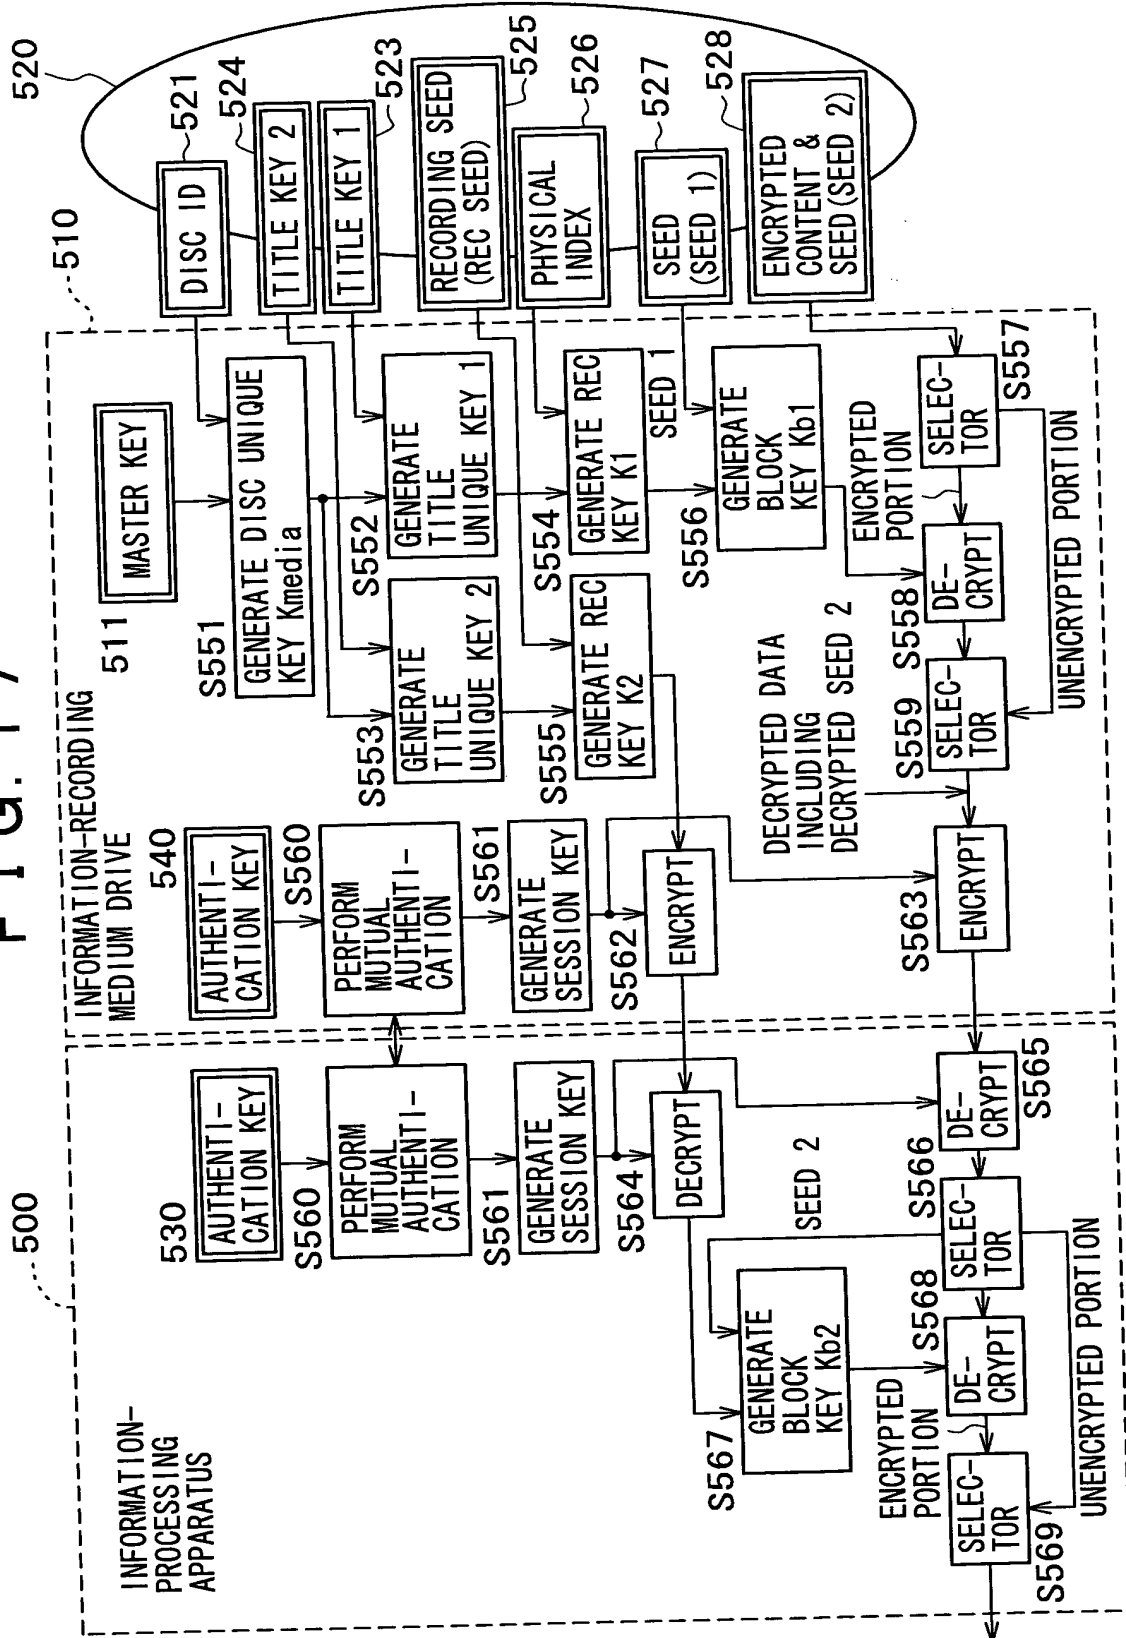 FIG. 17
500
INFORMATION-
PROCESSING
APPARATUS
530
AUTHENTI-
CATION KEY
S560
PERFORM
MUTUAL
AUTHENTI-
CATION
S561
GENERATE
SESSION KEY
S564
DECRYPT
SEED 2
S567
GENERATE
BLOCK
KEY Kb2
ENCRYPTED
PORTION
S565
DE-
CRYPT
S566
SELEC-
TOR
S568
DE-
CRYPT
S569
SELEC-
TOR
UNENCRYPTED PORTION
510
INFORMATION-RECORDING
MEDIUM DRIVE
540
AUTHENTI-
CATION KEY
S560
PERFORM
MUTUAL
AUTHENTI-
CATION
S561
GENERATE
SESSION KEY
S562
ENCRYPT
S563
ENCRYPT
511
MASTER KEY
S551
GENERATE DISC UNIQUE
KEY Kmedia
S553
GENERATE
TITLE
UNIQUE KEY 2
S552
GENERATE
TITLE
UNIQUE KEY 1
S555
GENERATE REC
KEY K2
S554
GENERATE REC
KEY K1
SEED 1
S556
GENERATE
BLOCK
KEY Kb1
DECRYPTED DATA
INCLUDING
DECRYPTED SEED 2
ENCRYPTED
PORTION
S559
SELEC-
TOR
S558
DE-
CRYPT
S557
SELEC-
TOR
UNENCRYPTED PORTION
520
521
DISC ID
524
TITLE KEY 2
523
TITLE KEY 1
525
RECORDING SEED
(REC SEED)
526
PHYSICAL
INDEX
527
SEED
(SEED 1)
528
ENCRYPTED
CONTENT &
SEED(SEED 2)